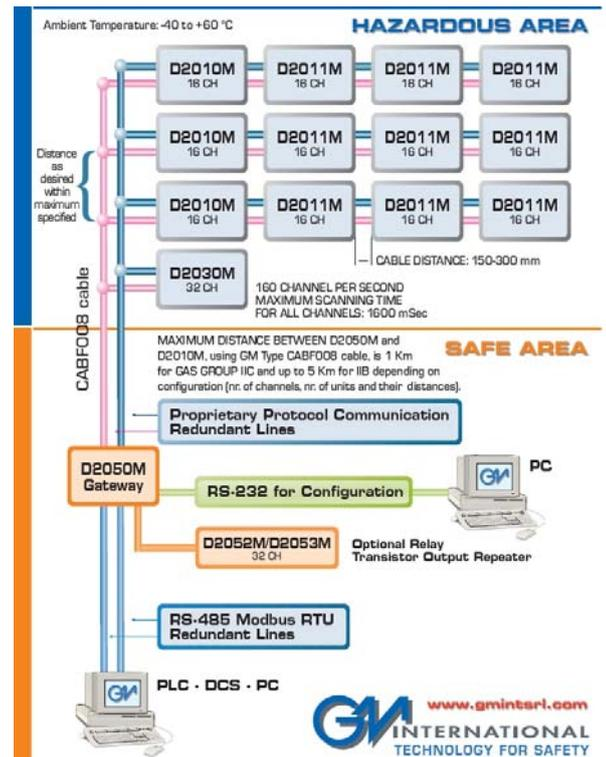 Ambient Temperature: -40 to +60 °C
HAZARDOUS AREA
D2010M
16 CH
D2011M
16 CH
D2011M
16 CH
D2011M
16 CH
D2010M
16 CH
D2011M
16 CH
D2011M
16 CH
D2011M
16 CH
Distance
as
desired
within
maximum
specified
D2010M
16 CH
D2011M
16 CH
D2011M
16 CH
D2011M
16 CH
CABLE DISTANCE: 150-300 mm
D2030M
32 CH
160 CHANNEL PER SECOND
MAXIMUM SCANNING TIME
FOR ALL CHANNELS: 1600 mSec
CABF008 cable
MAXIMUM DISTANCE BETWEEN D2050M and
D2010M, using GM Type CABF008 cable, is 1 Km
for GAS GROUP IIC and up to 5 Km for IIB depending on
configuration (nr. of channels, nr. of units and their distances).
SAFE AREA
Proprietary Protocol Communication
Redundant Lines
D2050M
Gateway
RS-232 for Configuration
GM
PC
D2052M/D2053M
32 CH
Optional Relay
Transistor Output Repeater
RS-485 Modbus RTU
Redundant Lines
GM
PLC - DCS - PC
www.gmintsrl.com
GM INTERNATIONAL
TECHNOLOGY FOR SAFETY